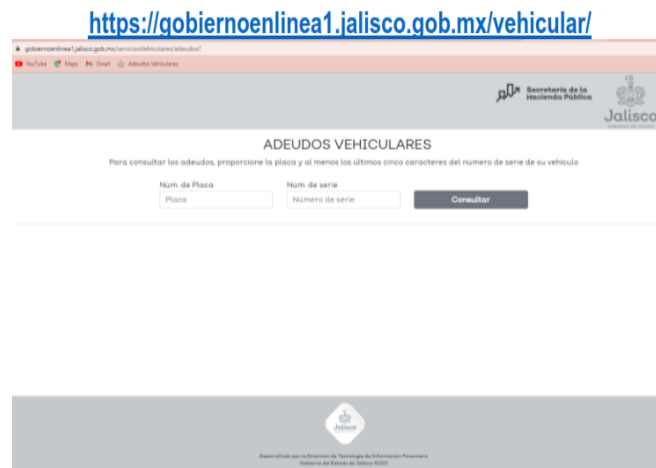 https://gobiernoenlinea1.jalisco.gob.mx/vehicular/
gobiernoenlinea1.jalisco.gob.mx/serviciosVehiculares/adeudos?
YouTube Maps Gmail Adeudos Vehiculares
Secretaría de la
Hacienda Pública
Jalisco
ADEUDOS VEHICULARES
Para consultar los adeudos, proporcione la placa y al menos los últimos cinco caracteres del número de serie de su vehiculo
Núm. de Placa Núm. de serie
Placa Número de serie Consultar
Jalisco
Desarrollado por la Dirección de Tecnología de Información Financiera
Gobierno del Estado de Jalisco